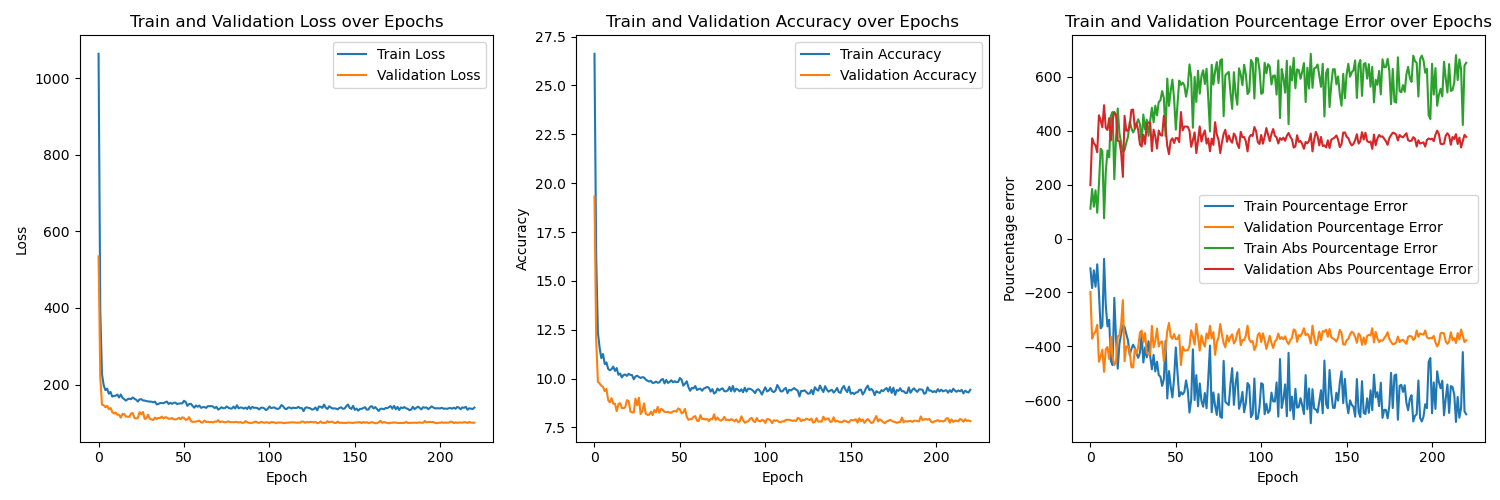 Train and Validation Loss over Epochs
Train Loss
Validation Loss
1000
800
600
400
200
Loss
0
50
100
150
200
Epoch
Train and Validation Accuracy over Epochs
Train Accuracy
Validation Accuracy
27.5
25.0
22.5
20.0
17.5
15.0
12.5
10.0
7.5
Accuracy
0
50
100
150
200
Epoch
Train and Validation Pourcentage Error over Epochs
600
400
200
0
−200
−400
−600
Pourcentage error
Train Pourcentage Error
Validation Pourcentage Error
Train Abs Pourcentage Error
Validation Abs Pourcentage Error
0
50
100
150
200
Epoch